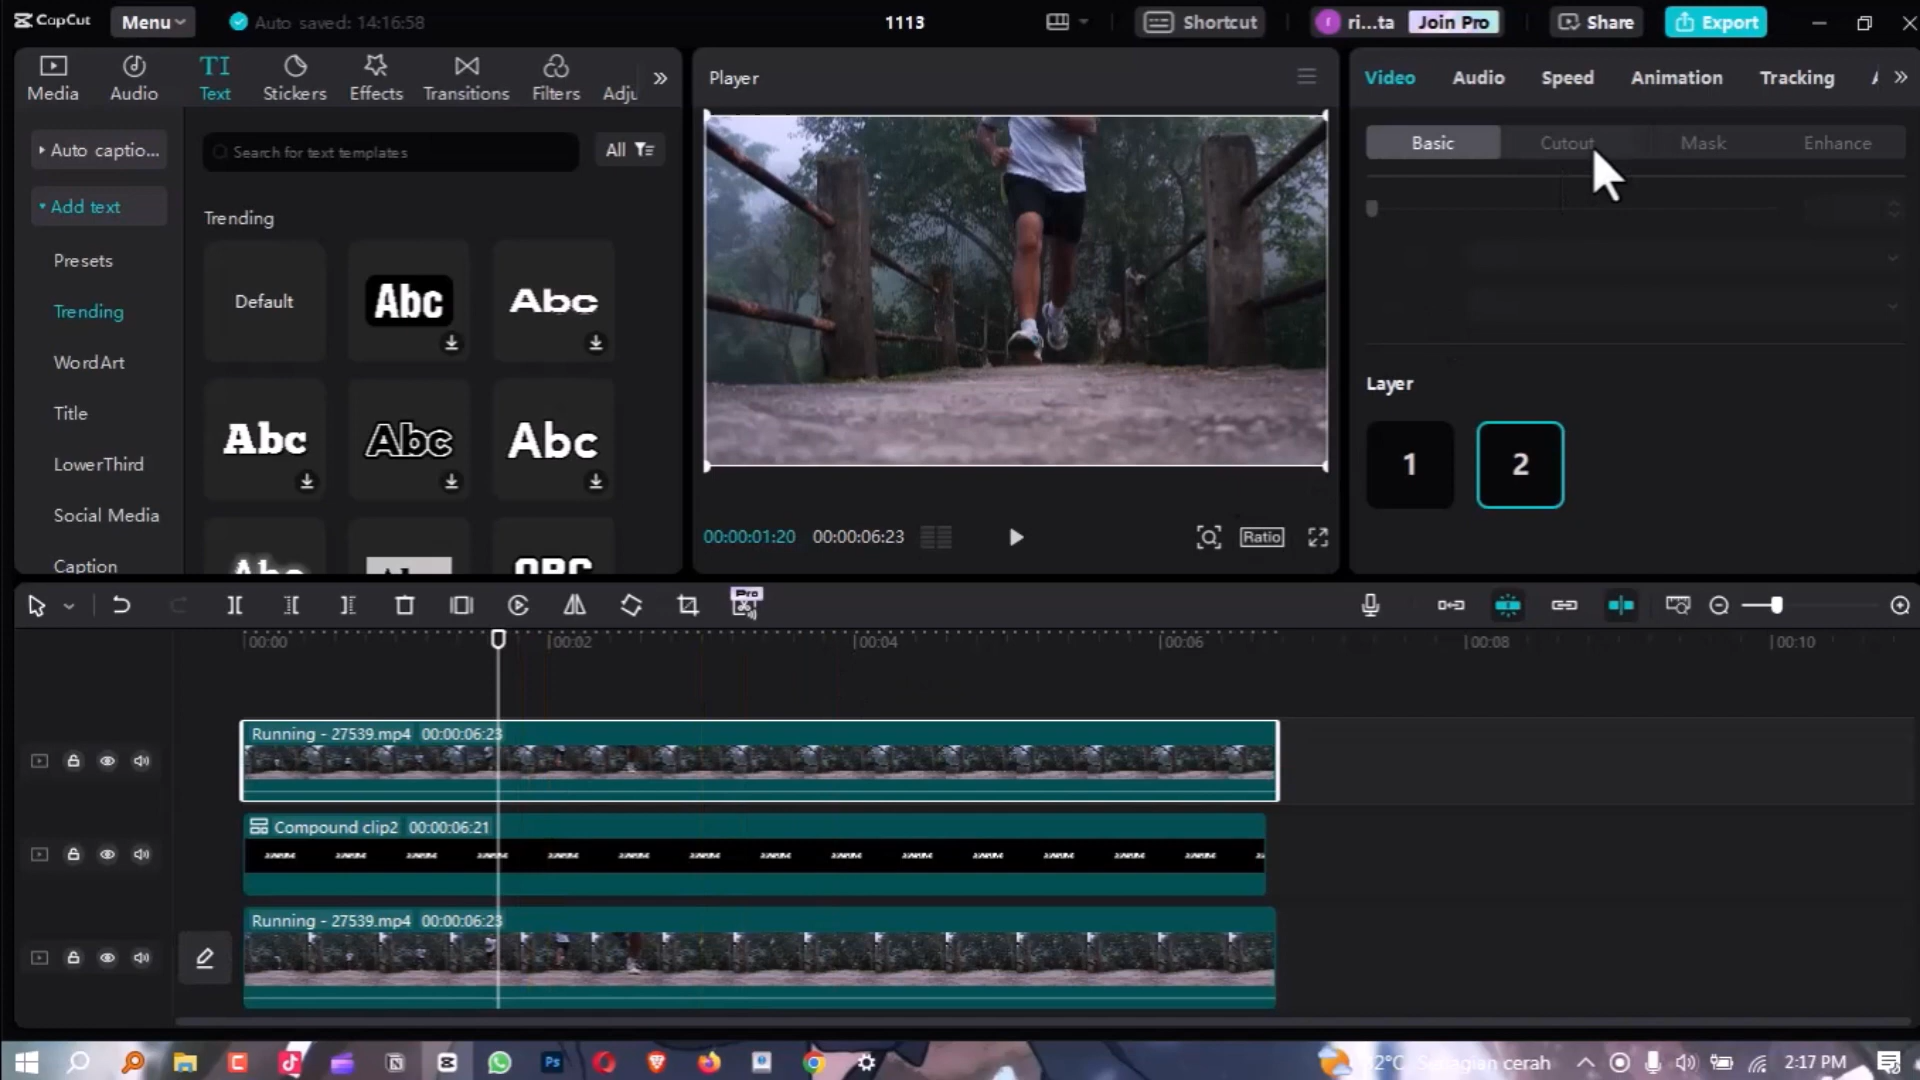 CapCut
Menu
Auto saved: 14:16:58
1113
Shortcut
ri...ta
Join Pro
Share
Export
Media
Audio
Text
Stickers
Effects
Transitions
Filters
Adju
Auto captio...
Add text
Presets
Trending
WordArt
Title
LowerThird
Social Media
Caption
Search for text templates
All
Trending
Default
Abc
Abc
Abc
Abc
Abc
Player
00:00:01:20
00:00:06:23
Ratio
Video
Audio
Speed
Animation
Tracking
Basic
Cutout
Mask
Enhance
Layer
1
2
Pro
00:00
00:02
00:04
00:06
00:08
00:10
Running - 27539.mp4 00:00:06:23
Compound clip2 00:00:06:21
Running - 27539.mp4 00:00:06:23
Ps
2:17 PM